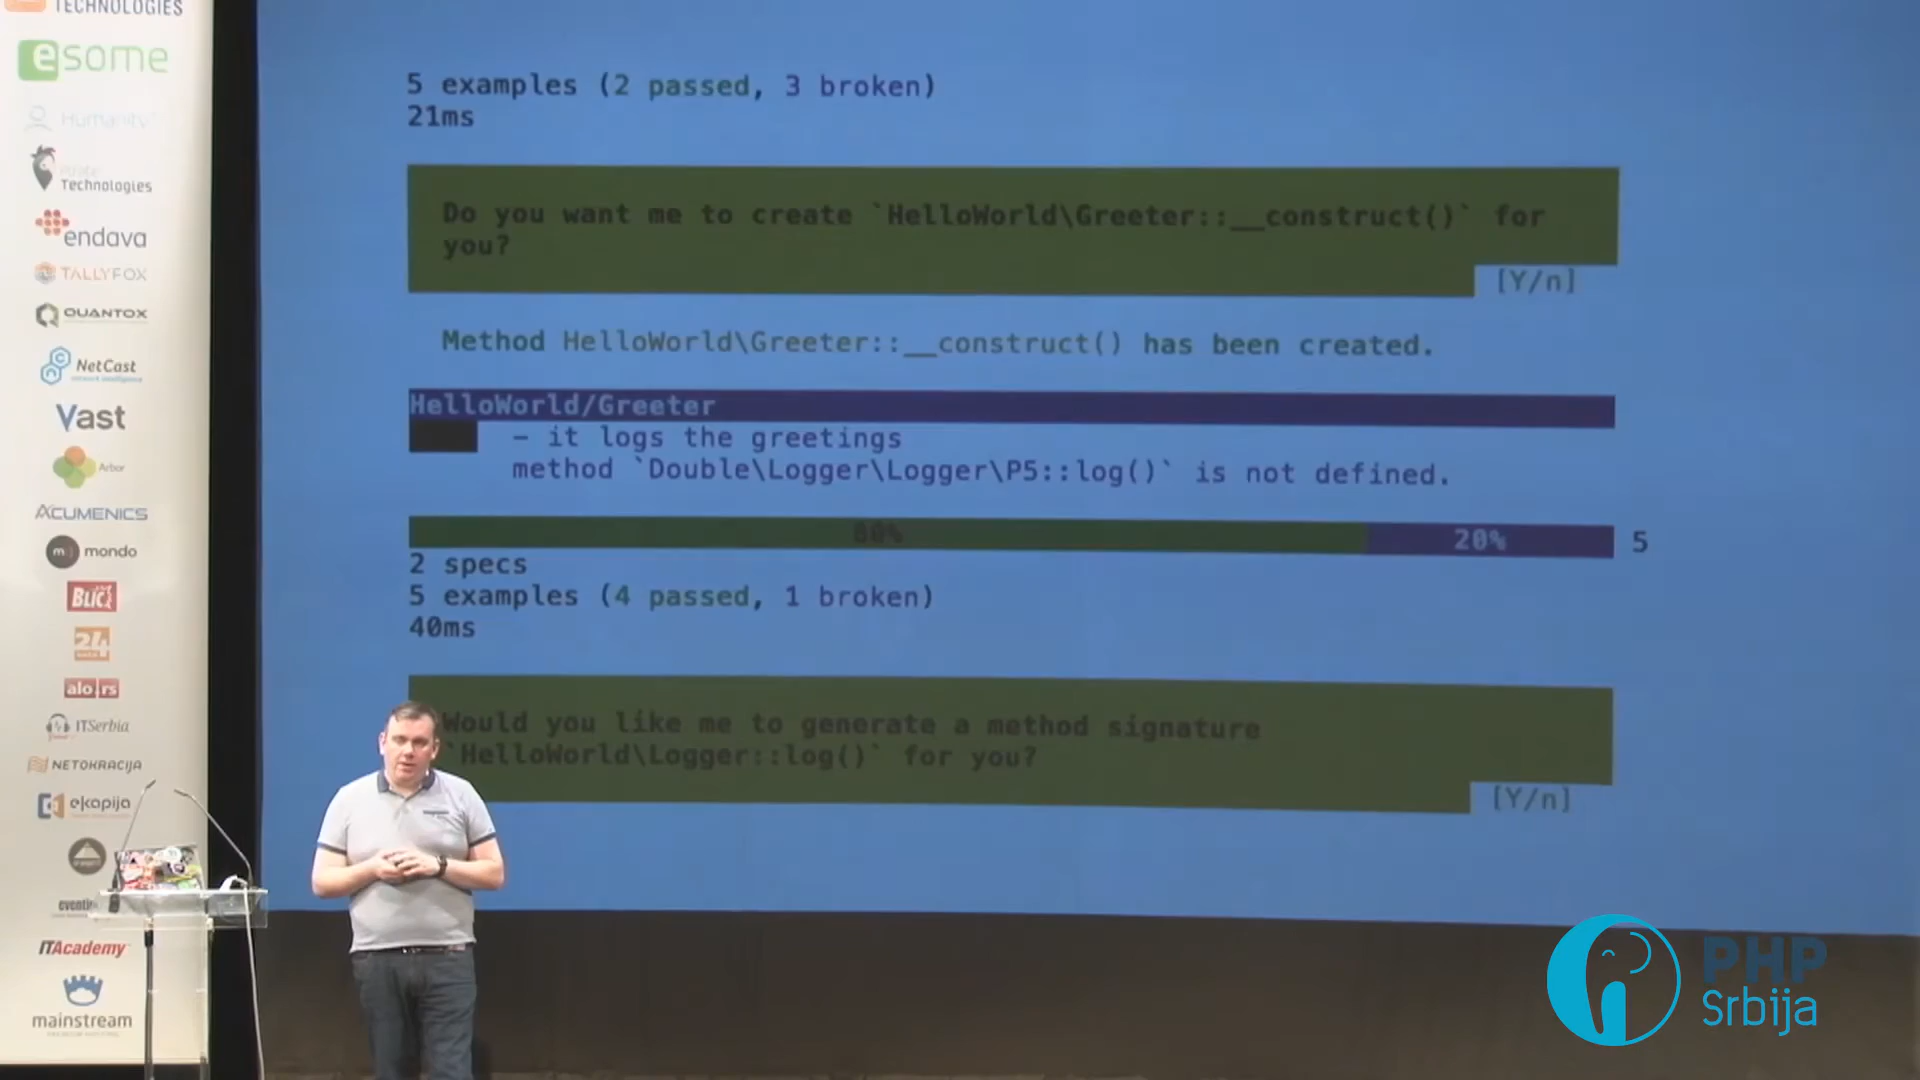 TECHNOLOGIES
esome
Humanity
Technologies
endava
TALLYFOX
QUANTOX
NetCast
Vast
Arbor
ACUMENICS
m mondo
BLIC
24
alo.rs
ITSerbia
NETOKRACIJA
ekapija
ITAcademy
mainstream
5 examples (2 passed, 3 broken)
21ms
Do you want me to create `HelloWorld\Greeter::__construct()` for
you?
[Y/n]
Method HelloWorld\Greeter::__construct() has been created.
HelloWorld/Greeter
– it logs the greetings
method `Double\Logger\Logger\P5::log()` is not defined.
80% 20% 5
2 specs
5 examples (4 passed, 1 broken)
40ms
Would you like me to generate a method signature
`HelloWorld\Logger::log()` for you?
[Y/n]
PHP
Srbija